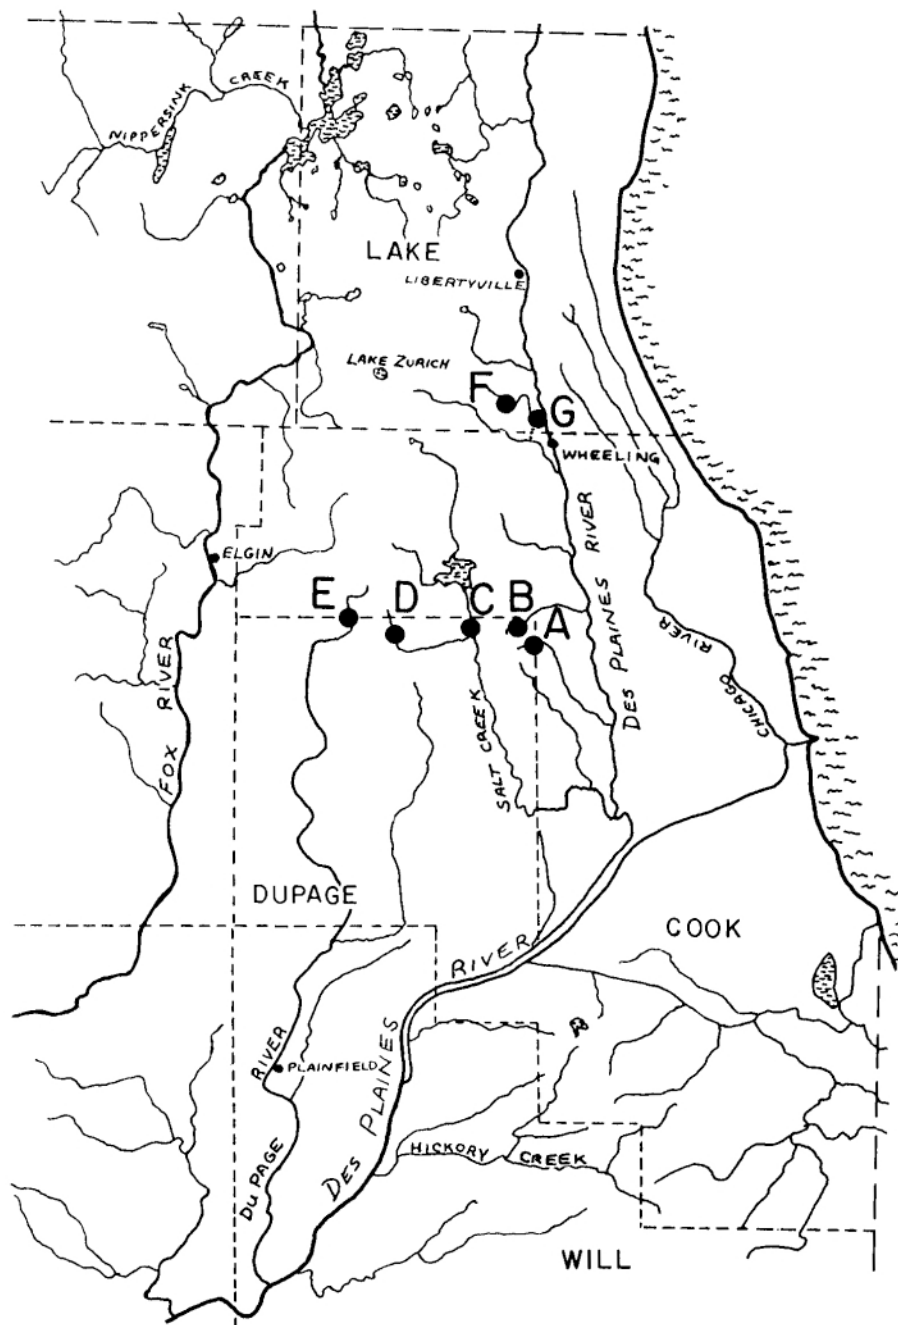 NIPPERSINK CREEK
LAKE
LIBERTYVILLE
LAKE ZURICH
F
G
WHEELING
ELGIN
E
D
C
B
A
FOX RIVER
SALT CREEK
DES PLAINES RIVER
CHICAGO RIVER
DUPAGE
COOK
DES PLAINES RIVER
PLAINFIELD
DU PAGE RIVER
HICKORY CREEK
WILL